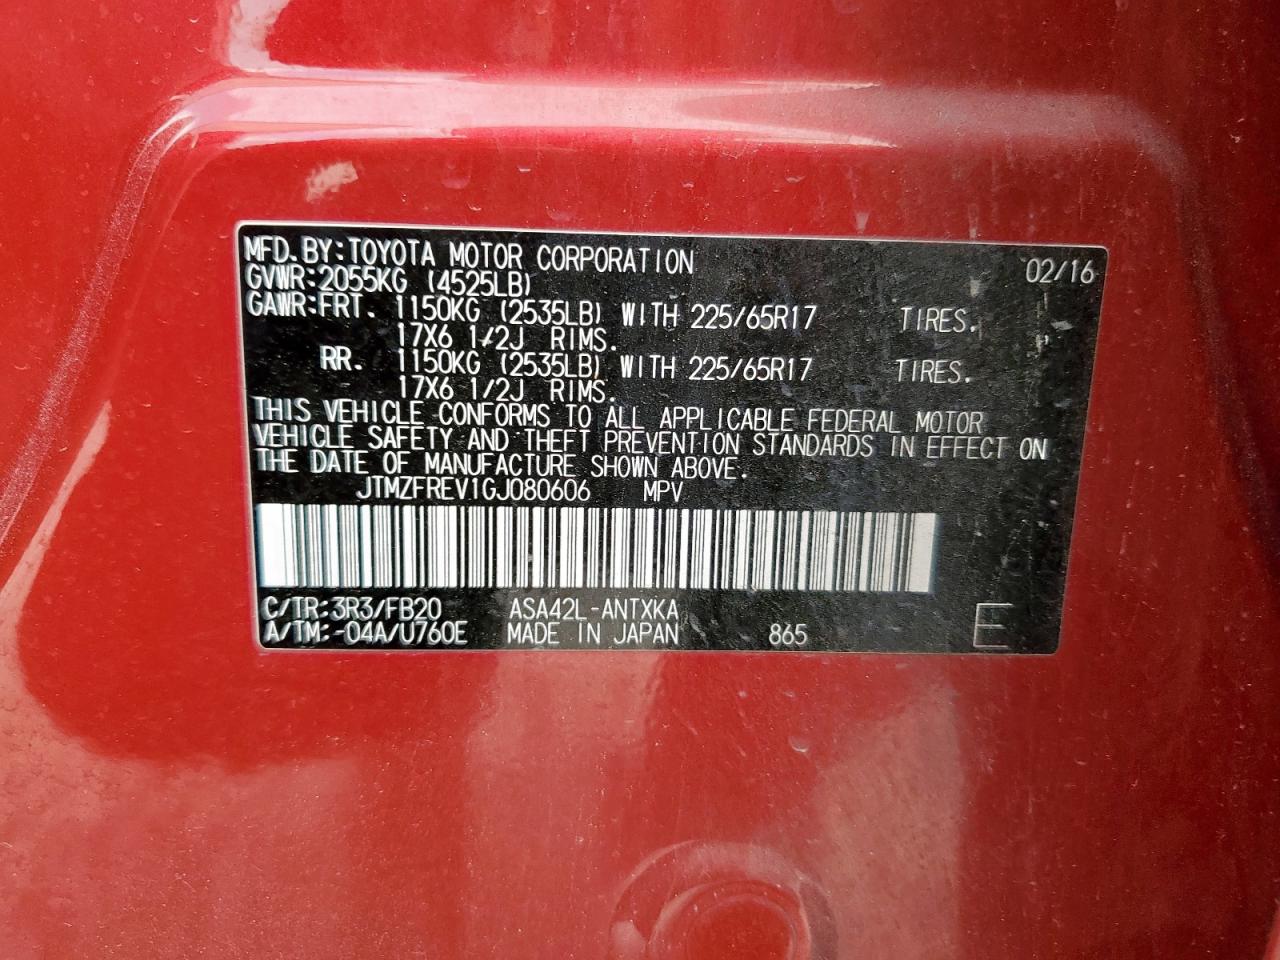 MFD. BY: TOYOTA MOTOR CORPORATION 02/16
GVWR: 2055KG (4525LB)
GAWR: FRT. 1150KG (2535LB) WITH 225/65R17 TIRES.
17X6 1/2J RIMS.
RR. 1150KG (2535LB) WITH 225/65R17 TIRES.
17X6 1/2J RIMS.
THIS VEHICLE CONFORMS TO ALL APPLICABLE FEDERAL MOTOR
VEHICLE SAFETY AND THEFT PREVENTION STANDARDS IN EFFECT ON
THE DATE OF MANUFACTURE SHOWN ABOVE.
JTMZFREV1GJ080606 MPV
C/TR: 3R3/FB20 ASA42L-ANTXKA
A/TM: -04A/U760E MADE IN JAPAN 865 E